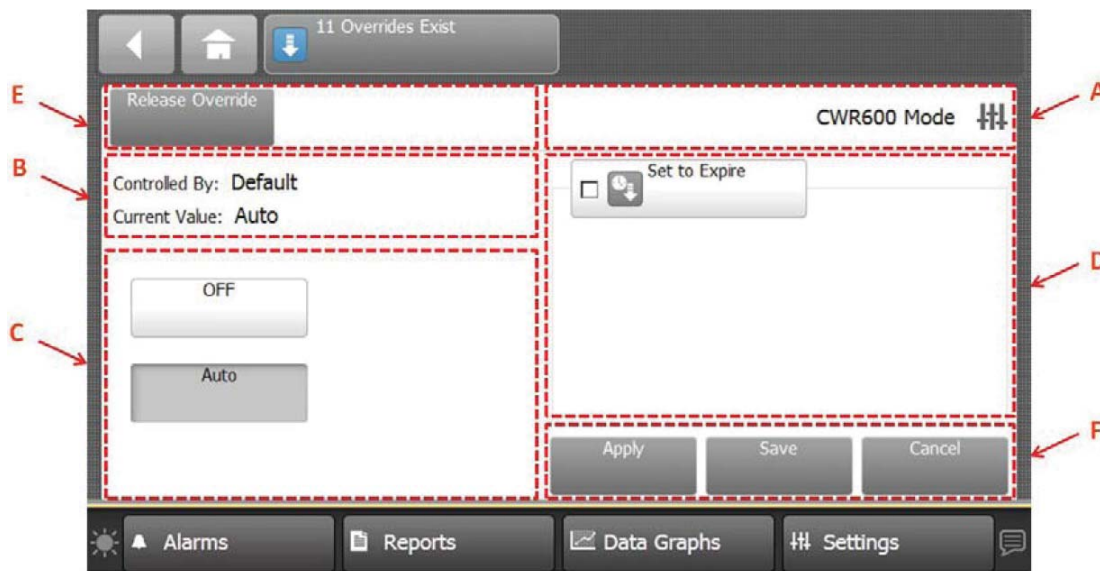 11 Overrides Exist
E
Release Override
CWR600 Mode
A
B
Controlled By: Default
Current Value: Auto
Set to Expire
D
OFF
C
Auto
Apply
Save
Cancel
F
Alarms
Reports
Data Graphs
Settings